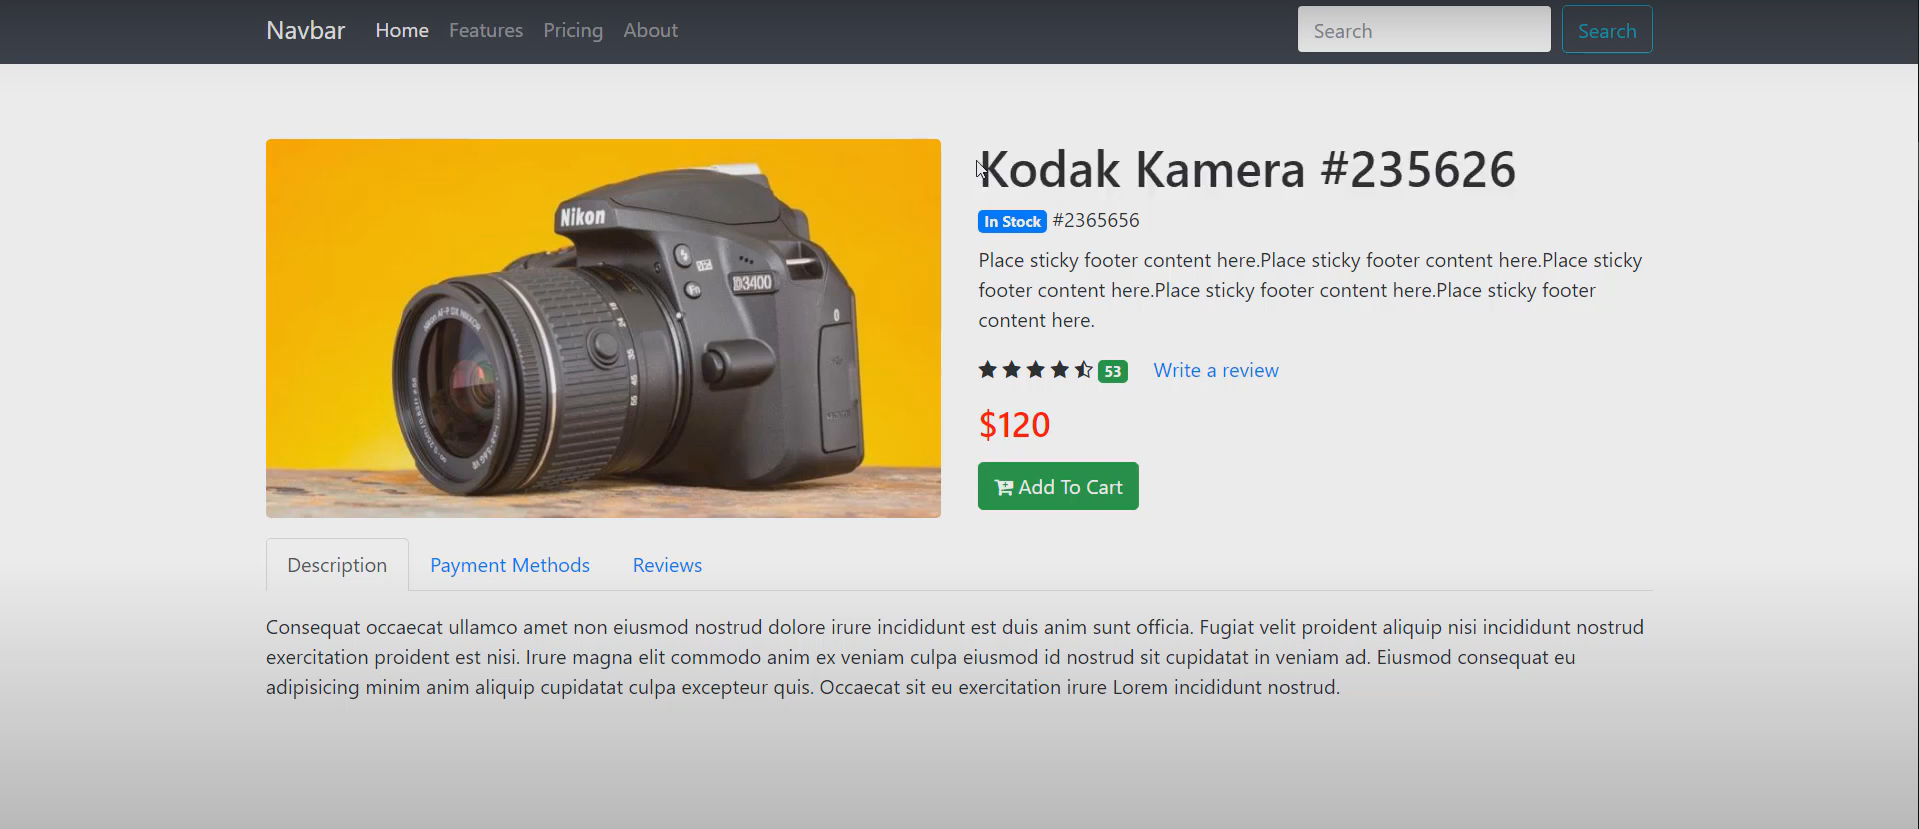 Navbar Home Features Pricing About Search Search
Kodak Kamera #235626
In Stock #2365656
Place sticky footer content here.Place sticky footer content here.Place sticky
footer content here.Place sticky footer content here.Place sticky footer
content here.
53 Write a review
$120
Add To Cart
Nikon
D3400
Fn
Description Payment Methods Reviews
Consequat occaecat ullamco amet non eiusmod nostrud dolore irure incididunt est duis anim sunt officia. Fugiat velit proident aliquip nisi incididunt nostrud
exercitation proident est nisi. Irure magna elit commodo anim ex veniam culpa eiusmod id nostrud sit cupidatat in veniam ad. Eiusmod consequat eu
adipisicing minim anim aliquip cupidatat culpa excepteur quis. Occaecat sit eu exercitation irure Lorem incididunt nostrud.